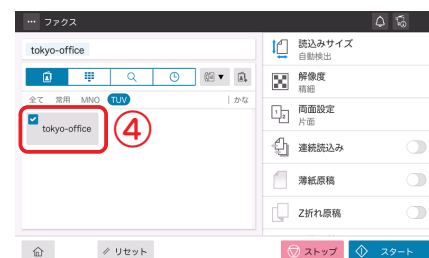 ファクス
tokyo-office
全て 常用 MNO TUV かな
tokyo-office
④
読込みサイズ
自動検出
解像度
精細
両面設定
片面
連続読込み
薄紙原稿
Z折れ原稿
リセット
ストップ
スタート